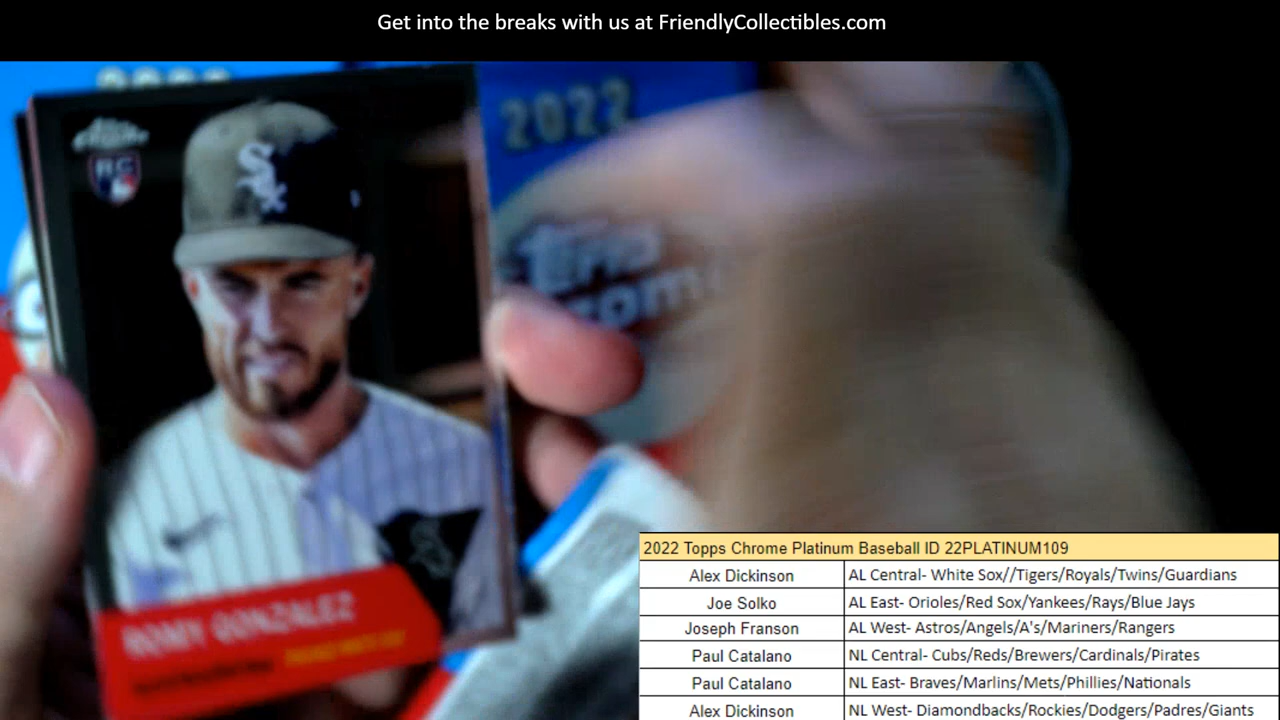 Get into the breaks with us at FriendlyCollectibles.com
2022
RC
Sox
ROMY GONZALEZ
2022 Topps Chrome Platinum Baseball ID 22PLATINUM109
Alex Dickinson AL Central- White Sox//Tigers/Royals/Twins/Guardians
Joe Solko AL East- Orioles/Red Sox/Yankees/Rays/Blue Jays
Joseph Franson AL West- Astros/Angels/A's/Mariners/Rangers
Paul Catalano NL Central- Cubs/Reds/Brewers/Cardinals/Pirates
Paul Catalano NL East- Braves/Marlins/Mets/Phillies/Nationals
Alex Dickinson NL West- Diamondbacks/Rockies/Dodgers/Padres/Giants